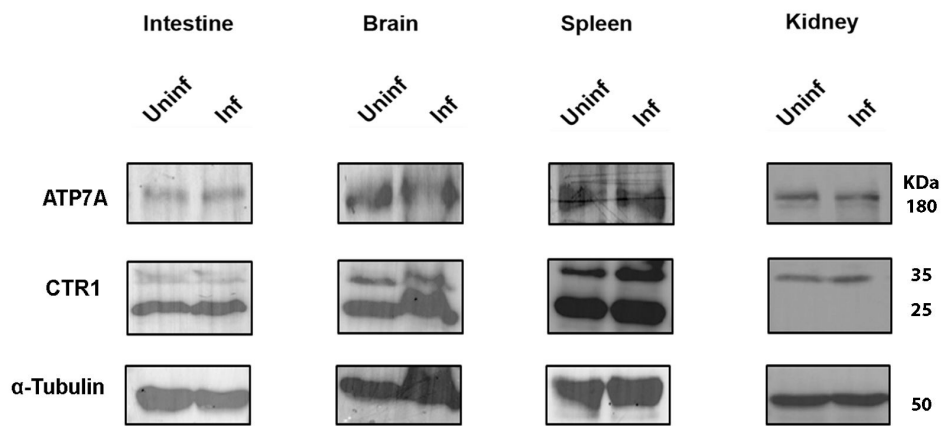 Intestine Brain Spleen Kidney
Uninf Inf Uninf Inf Uninf Inf Uninf Inf
ATP7A
KDa
180
CTR1
35
25
α-Tubulin
50